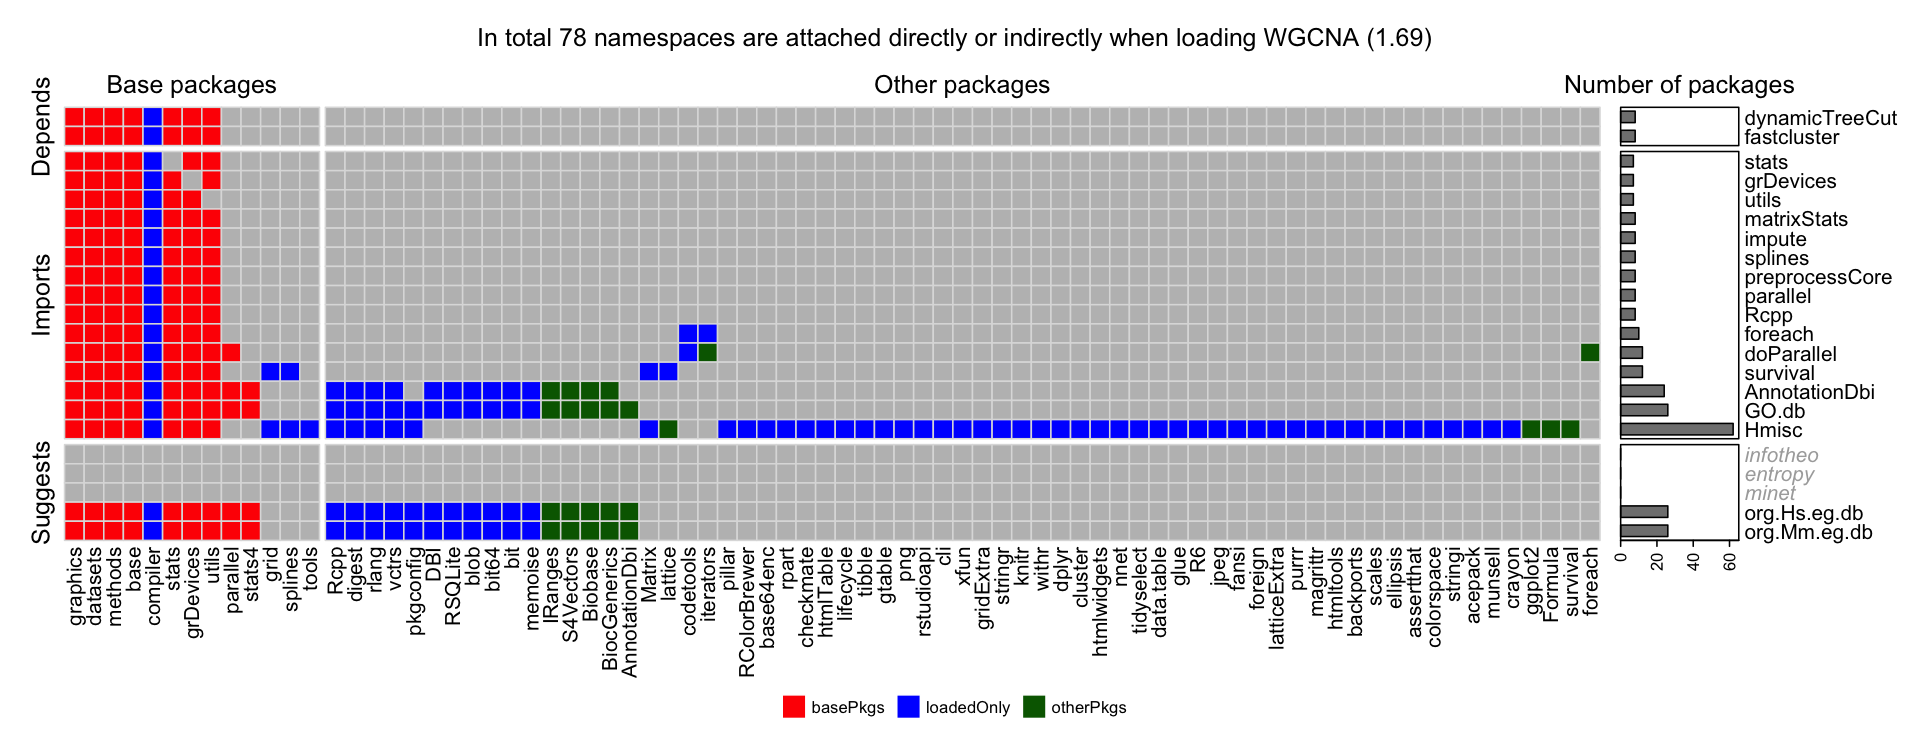 In total 78 namespaces are attached directly or indirectly when loading WGCNA (1.69)
Base packages
Other packages
Number of packages
Depends
Imports
Suggests
dynamicTreeCut
fastcluster
stats
grDevices
utils
matrixStats
impute
splines
preprocessCore
parallel
Rcpp
foreach
doParallel
survival
AnnotationDbi
GO.db
Hmisc
infotheo
entropy
minet
org.Hs.eg.db
org.Mm.eg.db
0
20
40
60
graphics
datasets
methods
base
compiler
stats
grDevices
utils
parallel
stats4
grid
splines
tools
Rcpp
digest
rlang
vctrs
pkgconfig
DBI
RSQLite
blob
bit64
bit
memoise
IRanges
S4Vectors
Biobase
BiocGenerics
AnnotationDbi
Matrix
lattice
codetools
iterators
pillar
RColorBrewer
base64enc
rpart
checkmate
htmlTable
lifecycle
tibble
gtable
png
rstudioapi
cli
xfun
gridExtra
stringr
knitr
withr
dplyr
cluster
htmlwidgets
nnet
tidyselect
data.table
glue
R6
jpeg
fansi
foreign
latticeExtra
purrr
magrittr
htmltools
backports
scales
ellipsis
assertthat
colorspace
stringi
acepack
munsell
crayon
ggplot2
Formula
survival
foreach
basePkgs
loadedOnly
otherPkgs